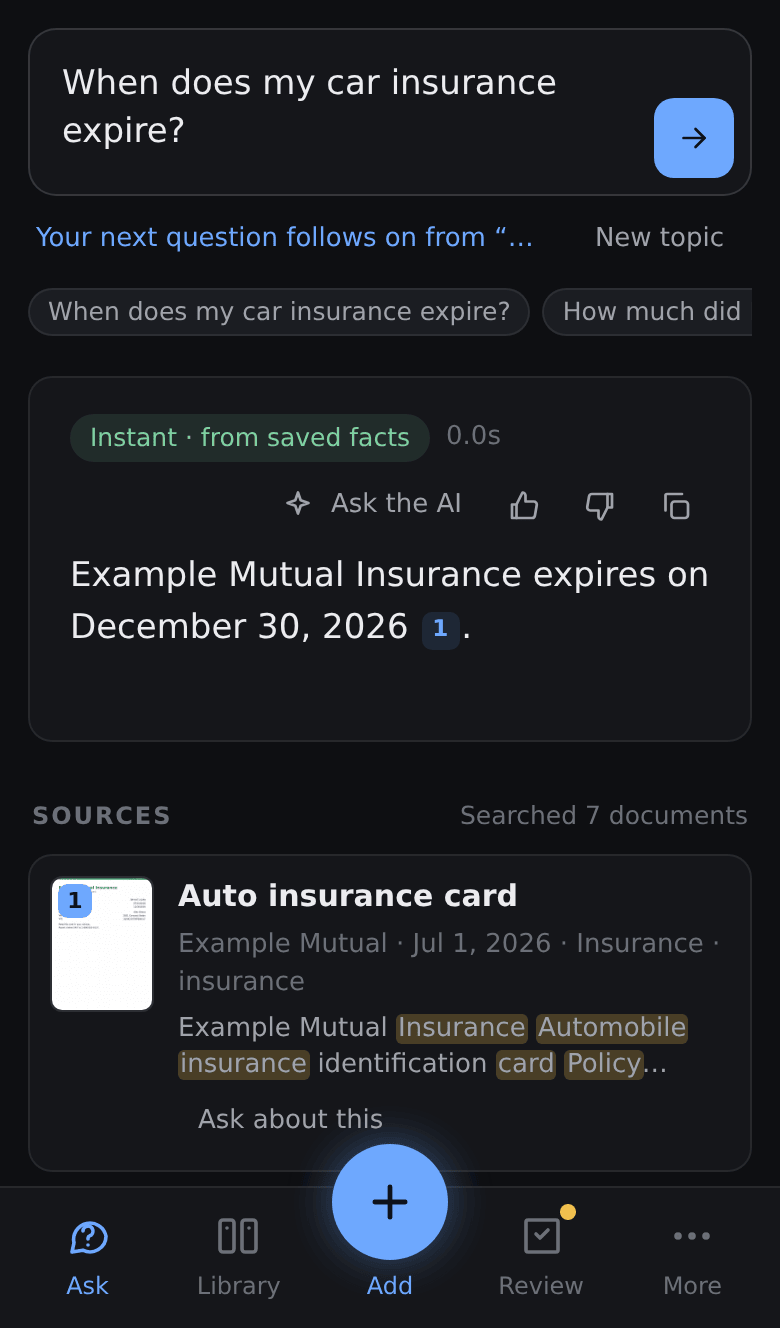 When does my car insurance
expire?
Your next question follows on from “…
New topic
When does my car insurance expire?
How much did
Instant · from saved facts
0.0s
Ask the AI
Example Mutual Insurance expires on
December 30, 2026 1.
SOURCES
Searched 7 documents
1
Auto insurance card
Example Mutual · Jul 1, 2026 · Insurance ·
insurance
Example Mutual Insurance Automobile
insurance identification card Policy…
Ask about this
Ask
Library
Add
Review
More